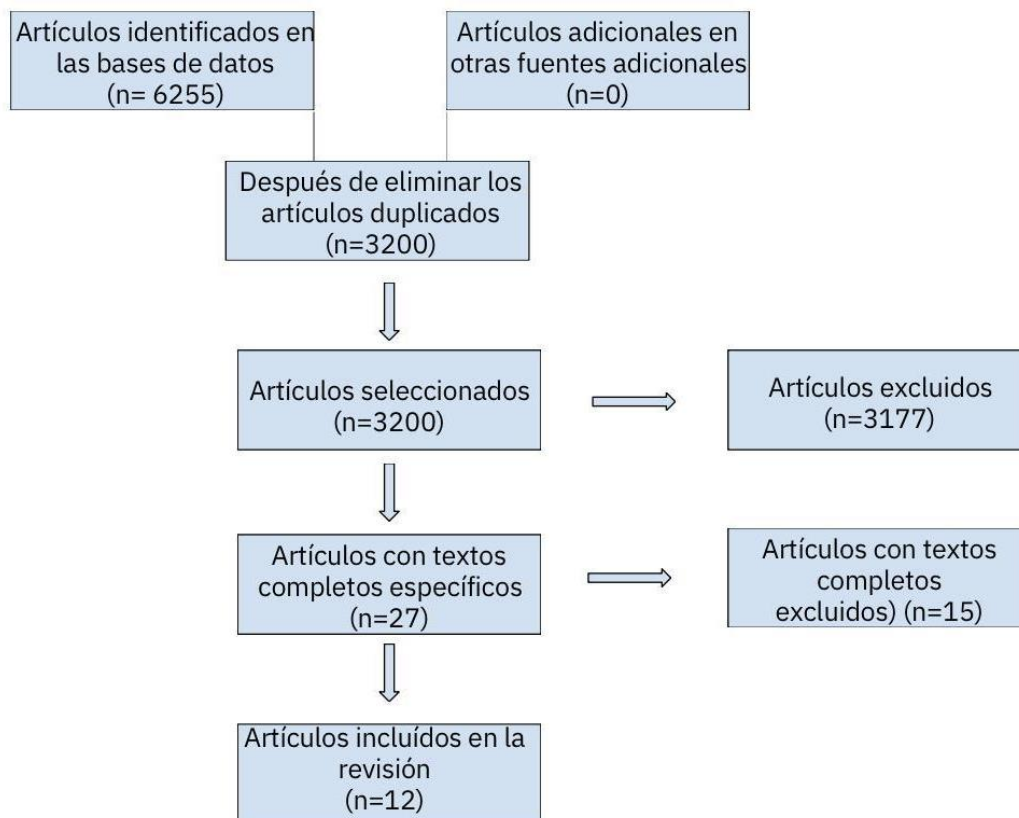 Artículos identificados en
las bases de datos
(n= 6255)
Artículos adicionales en
otras fuentes adicionales
(n=0)
Después de eliminar los
artículos duplicados
(n=3200)
Artículos seleccionados
(n=3200)
Artículos excluidos
(n=3177)
Artículos con textos
completos específicos
(n=27)
Artículos con textos
completos
excluidos) (n=15)
Artículos incluídos en la
revisión
(n=12)